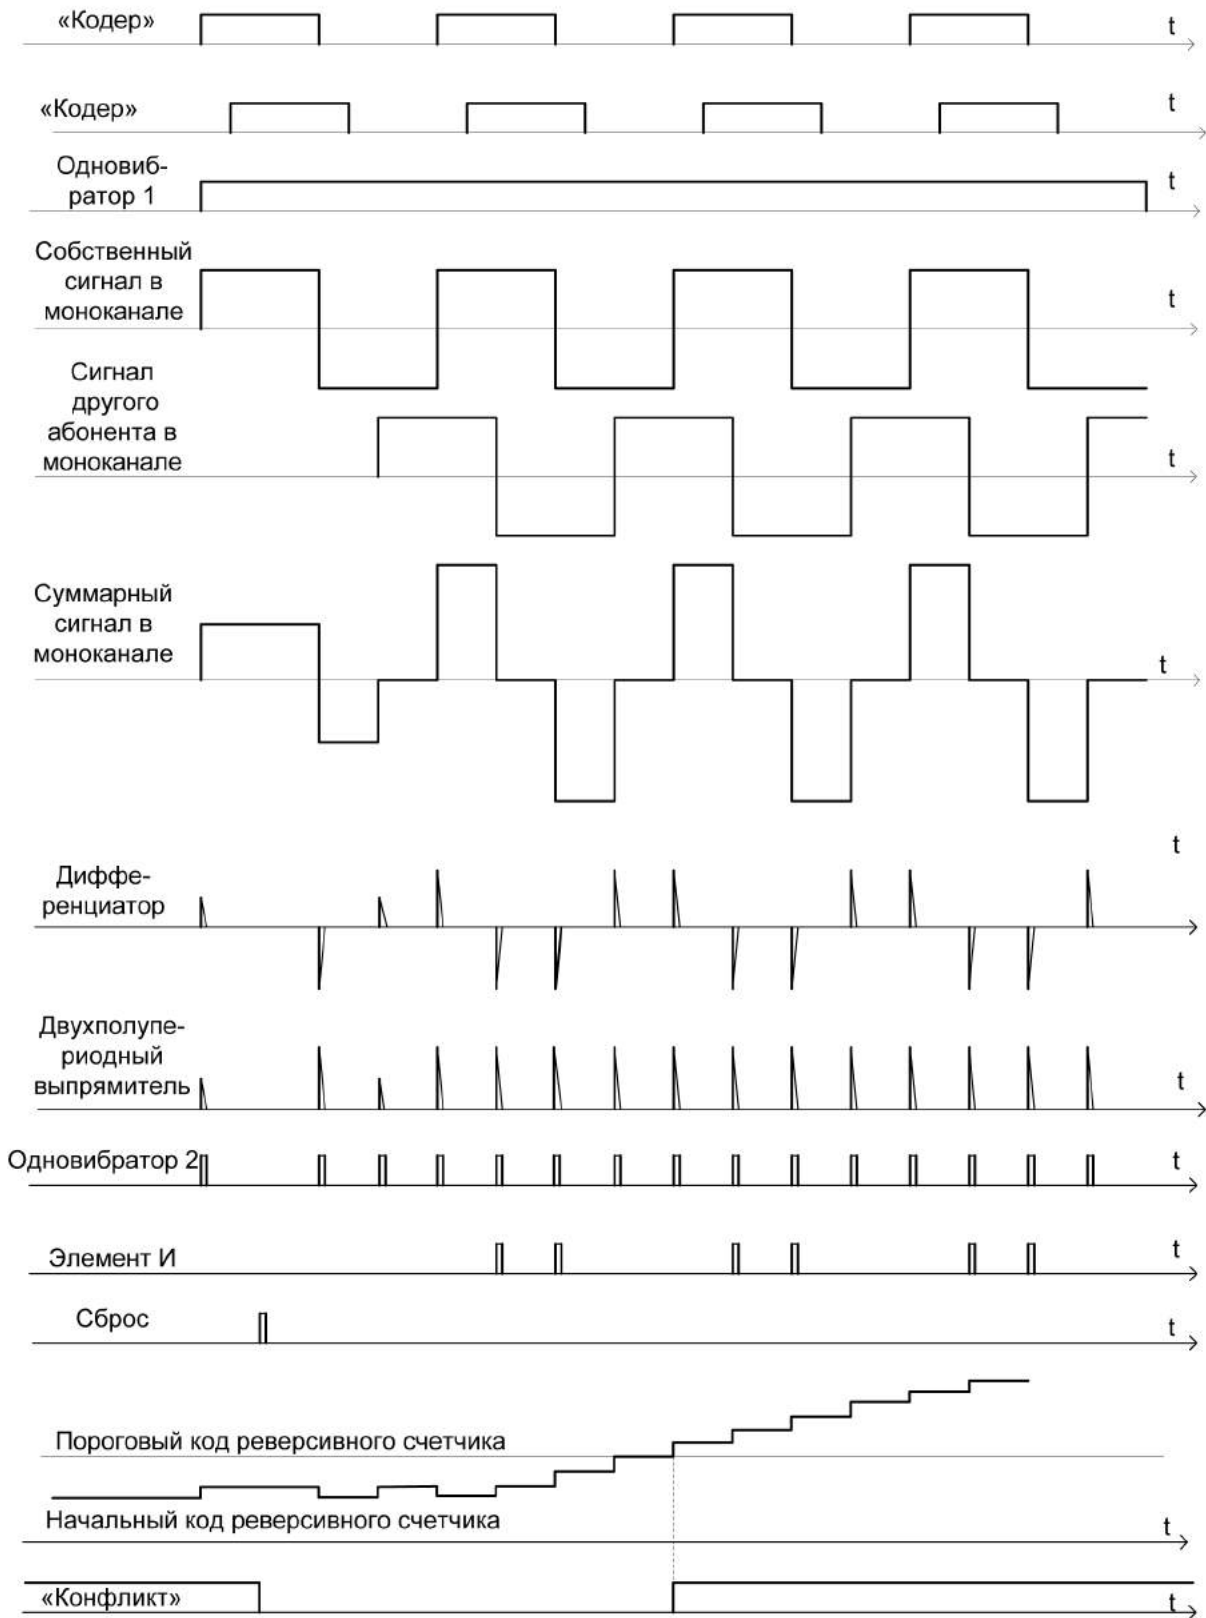 «Кодер»
t
«Кодер»
t
Одновиб-
ратор 1
t
Собственный
сигнал в
моноканале
t
Сигнал
другого
абонента в
моноканале
t
Суммарный
сигнал в
моноканале
t
t
Диффе-
ренциатор
Двухполупе-
риодный
выпрямитель
t
Одновибратор 2
t
Элемент И
t
Сброс
t
Пороговый код реверсивного счетчика
Начальный код реверсивного счетчика
t
«Конфликт»
t